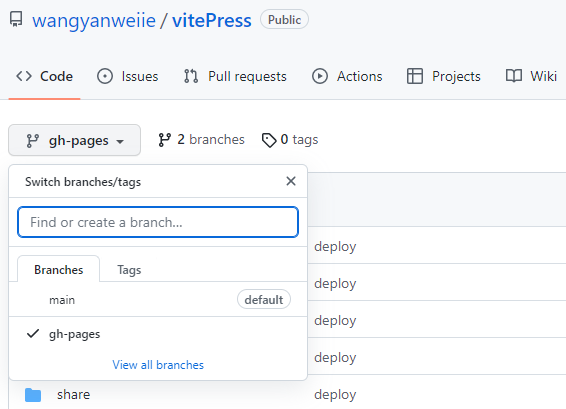 wangyanweiie / vitePress Public
Code Issues Pull requests Actions Projects Wiki
gh-pages 2 branches 0 tags
Switch branches/tags
Find or create a branch...
deploy
Branches Tags
deploy
main default
deploy
gh-pages
deploy
View all branches
share deploy